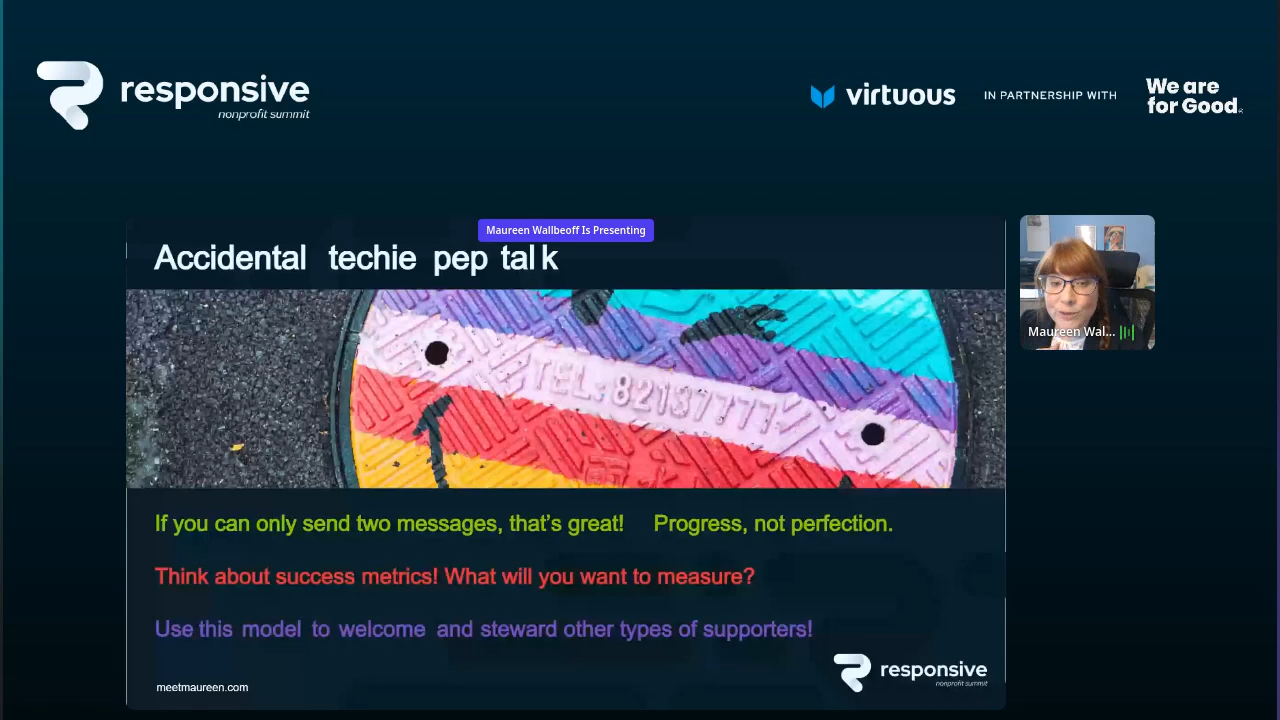 responsive
nonprofit summit
virtuous
IN PARTNERSHIP WITH
We are
for Good.
Maureen Wallbeoff Is Presenting
Accidental techie pep talk
TEL. 82137777
Maureen Wal...
If you can only send two messages, that's great! Progress, not perfection.
Think about success metrics! What will you want to measure?
Use this model to welcome and steward other types of supporters!
responsive
nonprofit summit
meetmaureen.com